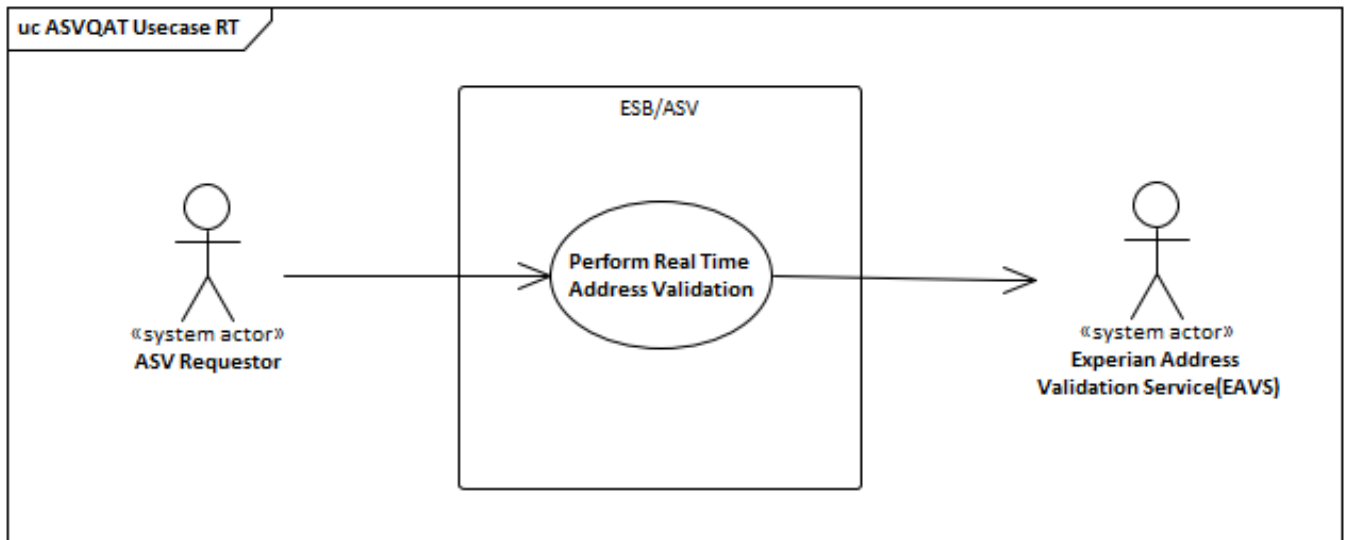 uc ASVQAT Usecase RT
ESB/ASV
Perform Real Time
Address Validation
«system actor»
ASV Requestor
«system actor»
Experian Address
Validation Service(EAVS)